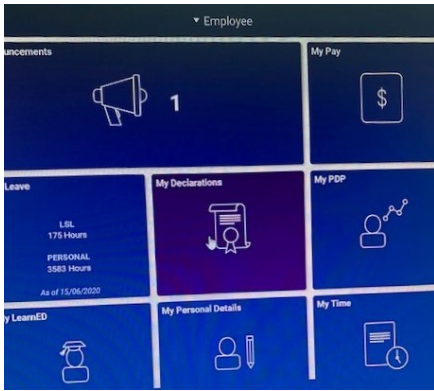 ▼ Employee
uncements
My Pay
1
$
Leave
My Declarations
My PDP
LSL
175 Hours
PERSONAL
3583 Hours
As of 15/06/2020
y LearnED
My Personal Details
My Time